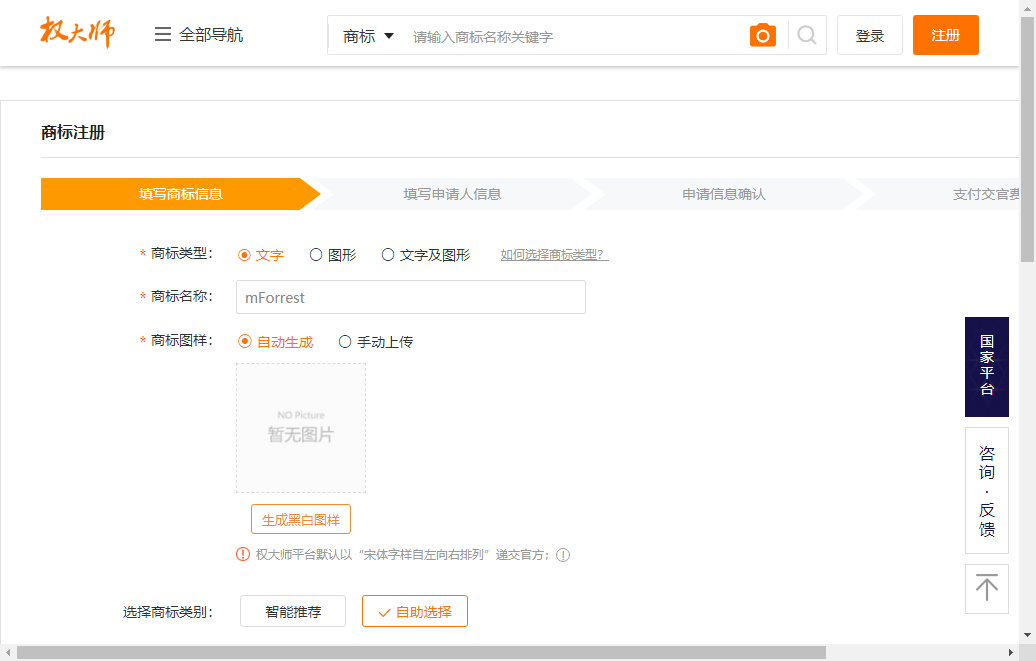 权大师 全部导航 商标 请输入商标名称关键字 登录 注册
商标注册
填写商标信息 填写申请人信息 申请信息确认 支付交官费
* 商标类型： 文字 图形 文字及图形 如何选择商标类型？
* 商标名称： mForrest
* 商标图样： 自动生成 手动上传
NO Picture
暂无图片
生成黑白图样
权大师平台默认以“宋体字样自左向右排列”递交官方；
选择商标类别： 智能推荐 自助选择
国家平台
咨询·反馈